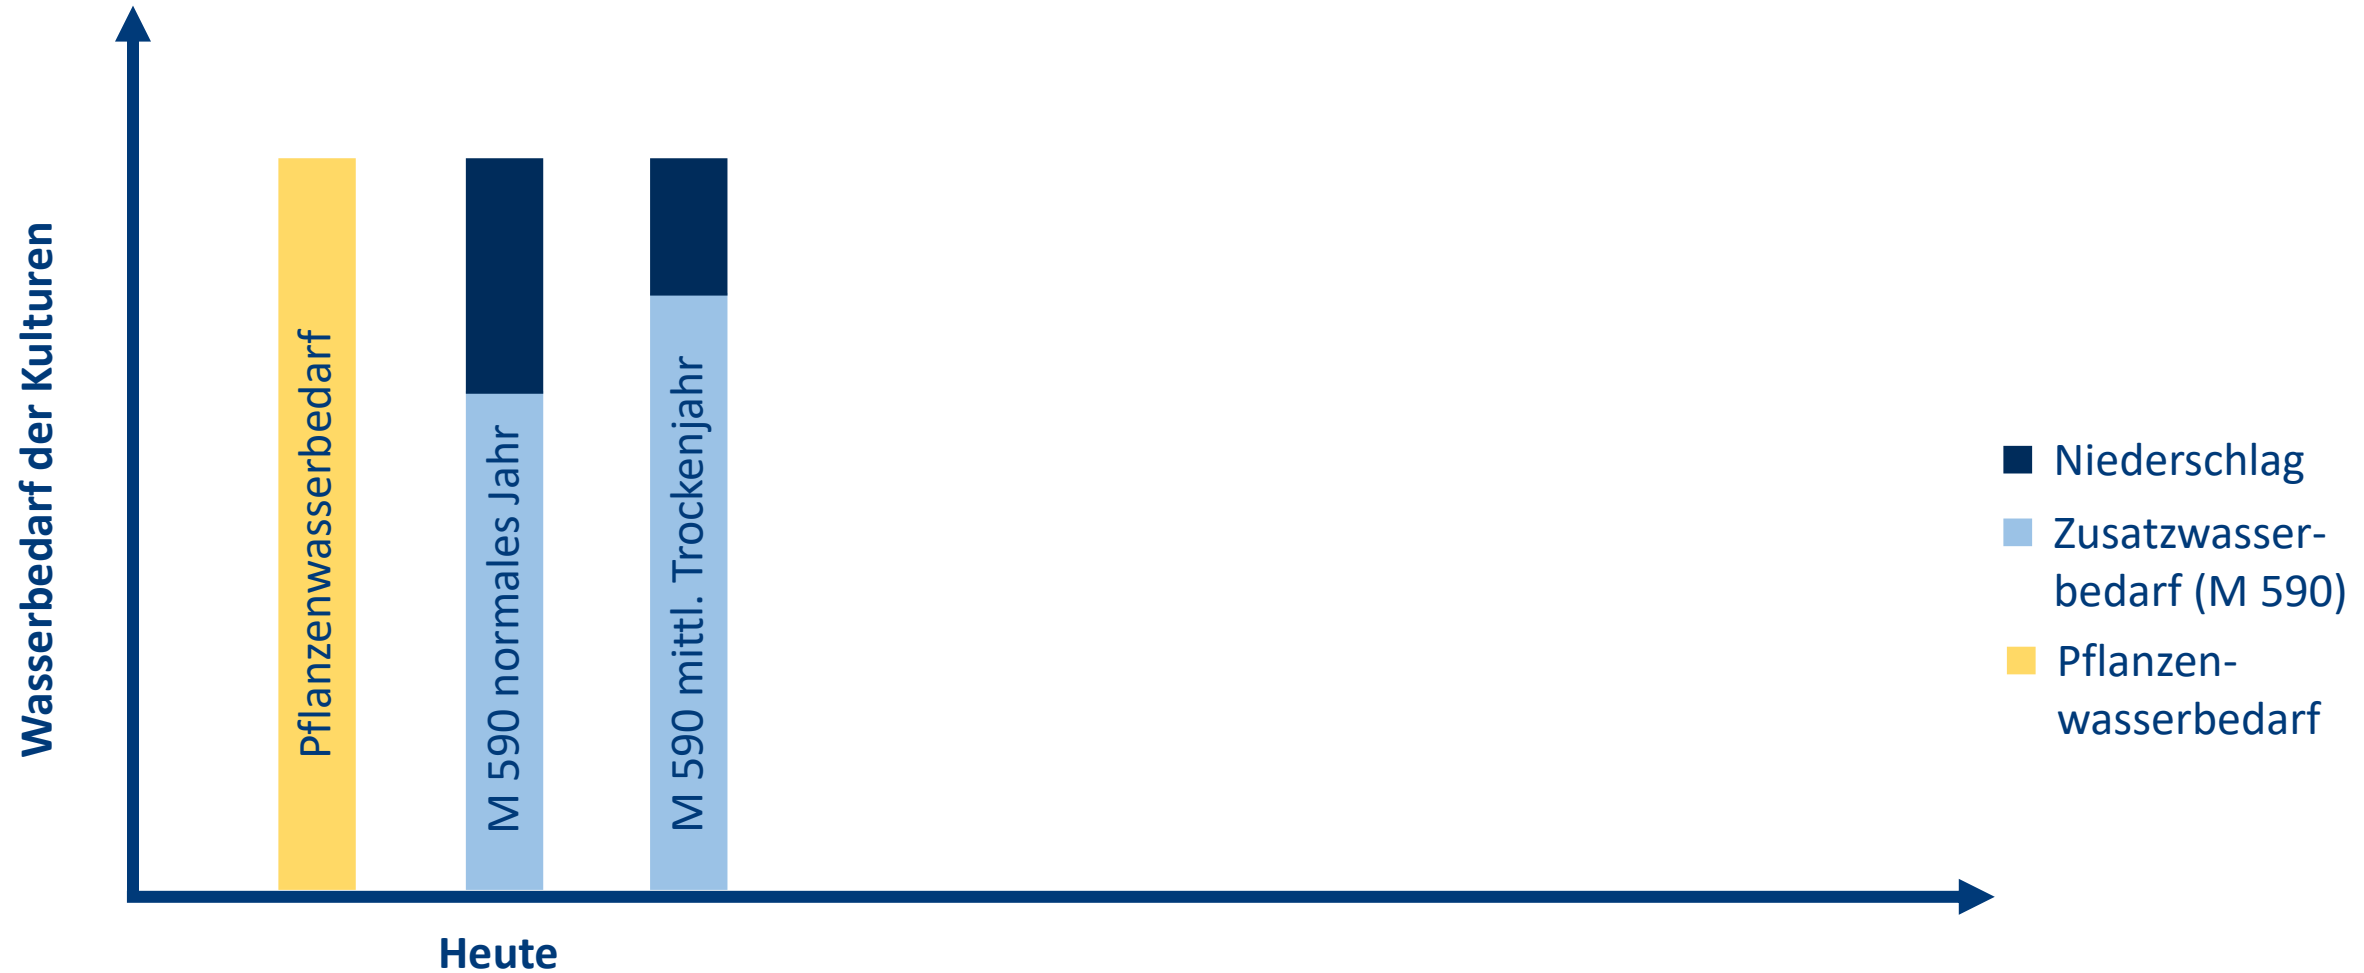 Wasserbedarf der Kulturen
Pflanzenwasserbedarf
M 590 normales Jahr
M 590 mittl. Trockenjahr
Heute
Niederschlag
Zusatzwasser-
bedarf (M 590)
Pflanzen-
wasserbedarf